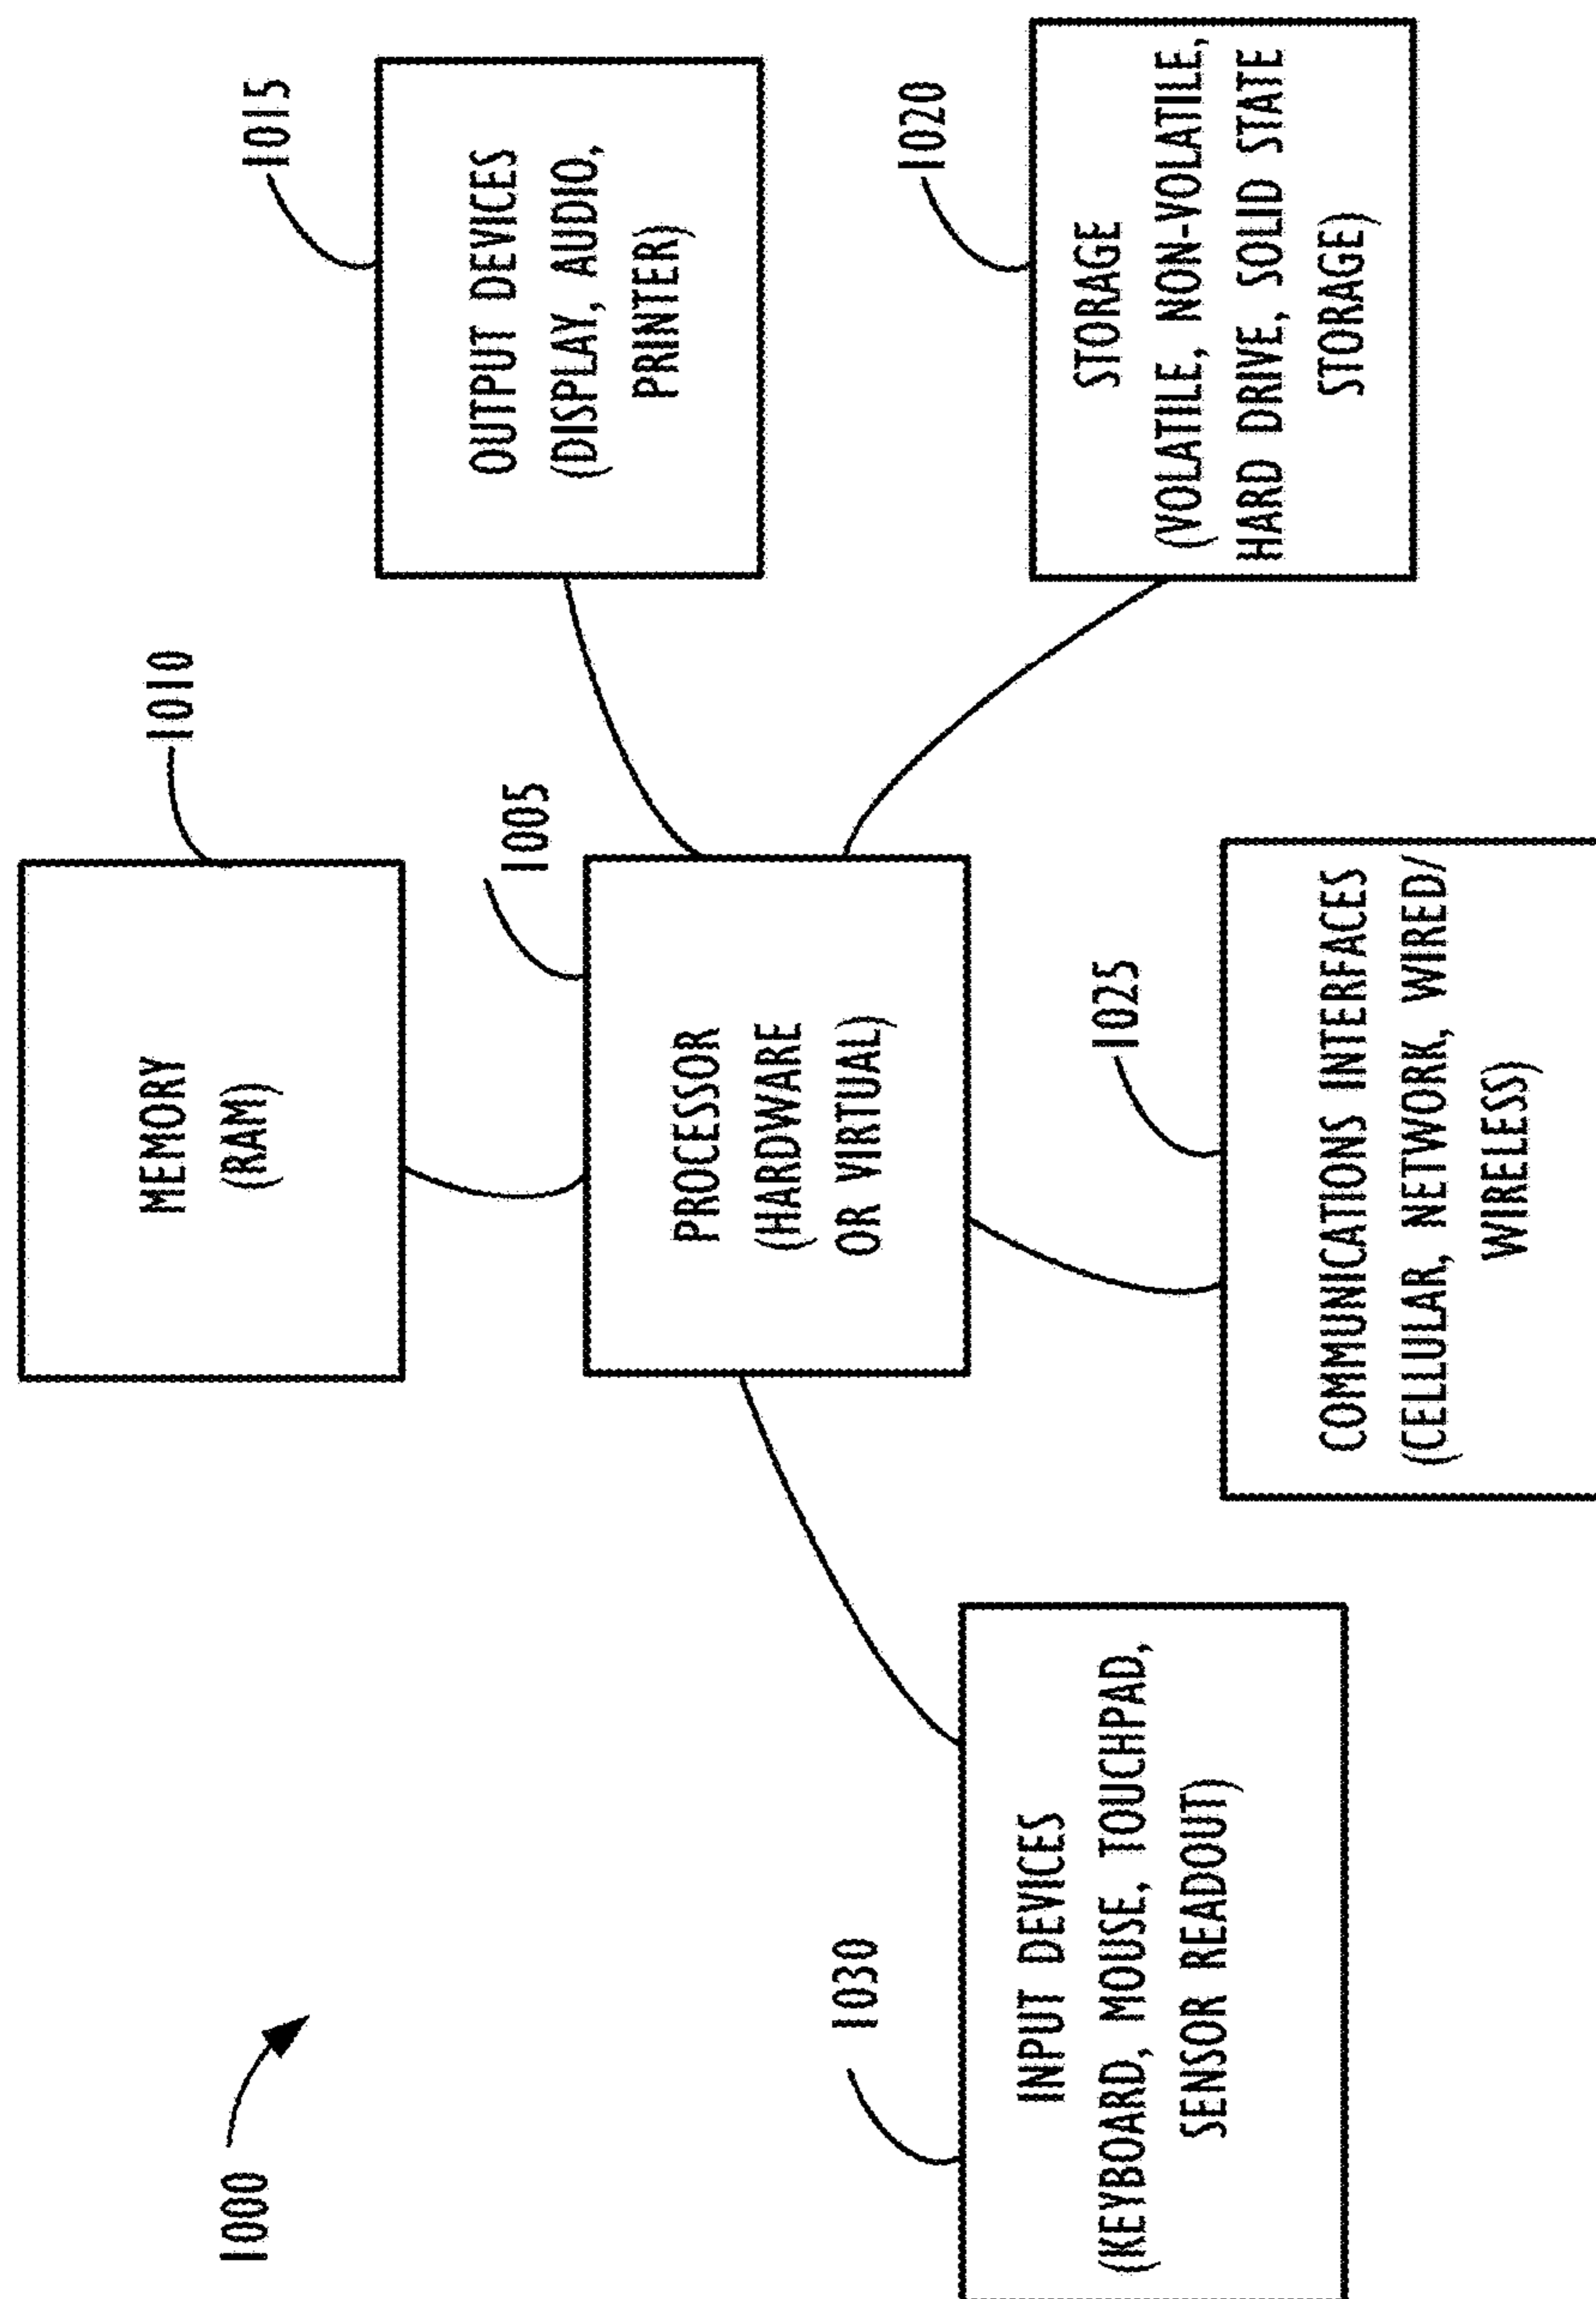 1000
MEMORY
(RAM)
1010
1015
OUTPUT DEVICES
(DISPLAY, AUDIO,
PRINTER)
1005
PROCESSOR
(HARDWARE
OR VIRTUAL)
1030
INPUT DEVICES
(KEYBOARD, MOUSE, TOUCHPAD,
SENSOR READOUT)
1020
STORAGE
(VOLATILE, NON-VOLATILE,
HARD DRIVE, SOLID STATE
STORAGE)
1025
COMMUNICATIONS INTERFACES
(CELLULAR, NETWORK, WIRED/
WIRELESS)